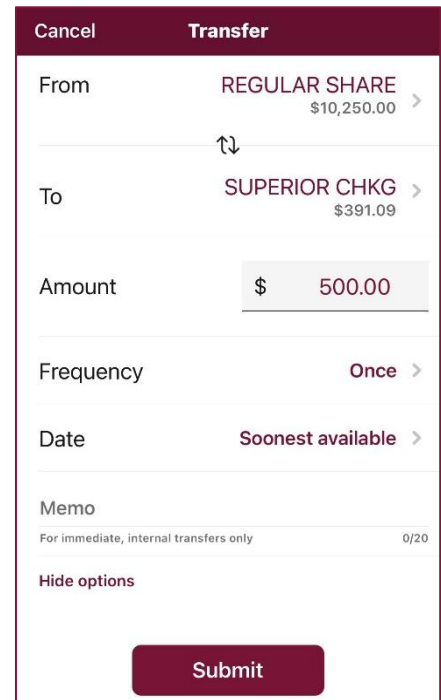 Cancel Transfer
From REGULAR SHARE
$10,250.00
To SUPERIOR CHKG
$391.09
Amount $ 500.00
Frequency Once
Date Soonest available
Memo
For immediate, internal transfers only 0/20
Hide options
Submit